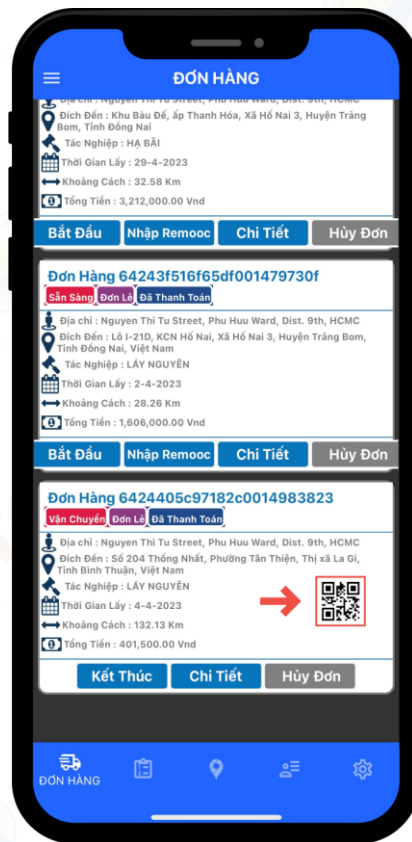 ĐƠN HÀNG
Địa chỉ : Nguyen Thi Tu Street, Phu Huu Ward, Dist. 9th, HCMC
Đích Đến : Khu Bàu Đế, ấp Thanh Hóa, Xã Hố Nai 3, Huyện Trảng
Bom, Tỉnh Đồng Nai
Tác Nghiệp : HẠ BÃI
Thời Gian Lấy : 29-4-2023
Khoảng Cách : 32.58 Km
Tổng Tiền : 3,212,000.00 Vnd
Bắt Đầu Nhập Remooc Chi Tiết Hủy Đơn
Đơn Hàng 64243f516f65df001479730f
Sẵn Sàng Đơn Lẻ Đã Thanh Toán
Địa chỉ : Nguyen Thi Tu Street, Phu Huu Ward, Dist. 9th, HCMC
Đích Đến : Lô I-21D, KCN Hố Nai, Xã Hố Nai 3, Huyện Trảng Bom,
Tỉnh Đồng Nai, Việt Nam
Tác Nghiệp : LẤY NGUYÊN
Thời Gian Lấy : 2-4-2023
Khoảng Cách : 28.26 Km
Tổng Tiền : 1,606,000.00 Vnd
Bắt Đầu Nhập Remooc Chi Tiết Hủy Đơn
Đơn Hàng 6424405c97182c0014983823
Vận Chuyển Đơn Lẻ Đã Thanh Toán
Địa chỉ : Nguyen Thi Tu Street, Phu Huu Ward, Dist. 9th, HCMC
Đích Đến : Số 204 Thống Nhất, Phường Tân Thiện, Thị xã La Gi,
Tỉnh Bình Thuận, Việt Nam
Tác Nghiệp : LẤY NGUYÊN
Thời Gian Lấy : 4-4-2023
Khoảng Cách : 132.13 Km
Tổng Tiền : 401,500.00 Vnd
Kết Thúc Chi Tiết Hủy Đơn
ĐƠN HÀNG